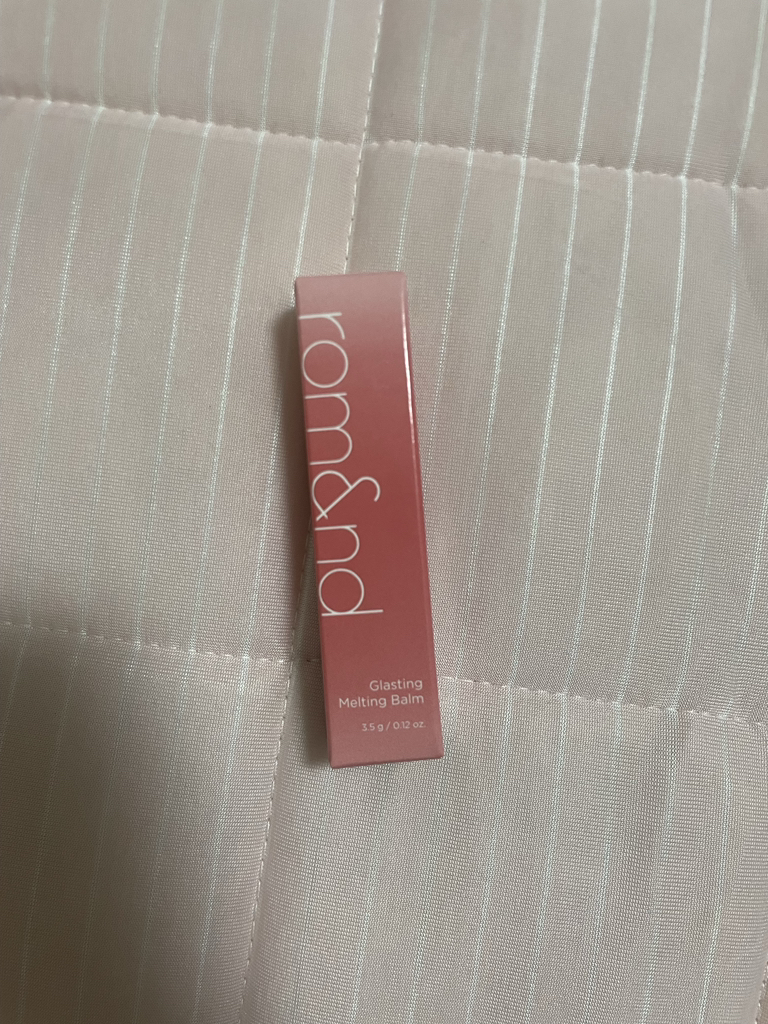 rom&nd
Glasting
Melting Balm
3.5 g / 0.12 oz.